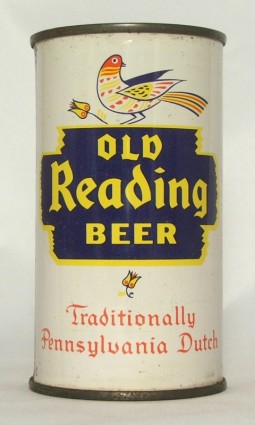 OLD
Reading
BEER
Traditionally
Pennsylvania Dutch